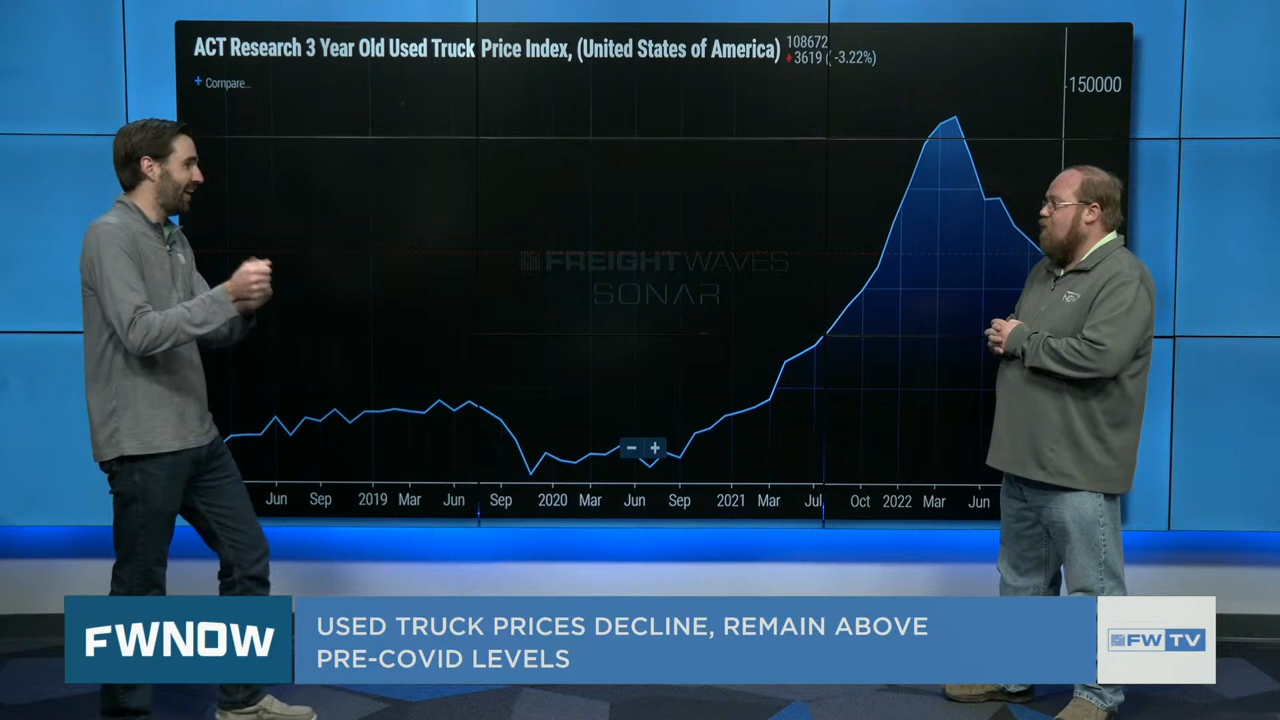 ACT Research 3 Year Old Used Truck Price Index, (United States of America)
108672
3619 ( -3.22%)
+ Compare...
150000
FREIGHTWAVES
SONAR
Jun Sep 2019 Mar Jun Sep 2020 Mar Jun Sep 2021 Mar Jul Oct 2022 Mar Jun
FWNOW
USED TRUCK PRICES DECLINE, REMAIN ABOVE
PRE-COVID LEVELS
FWTV